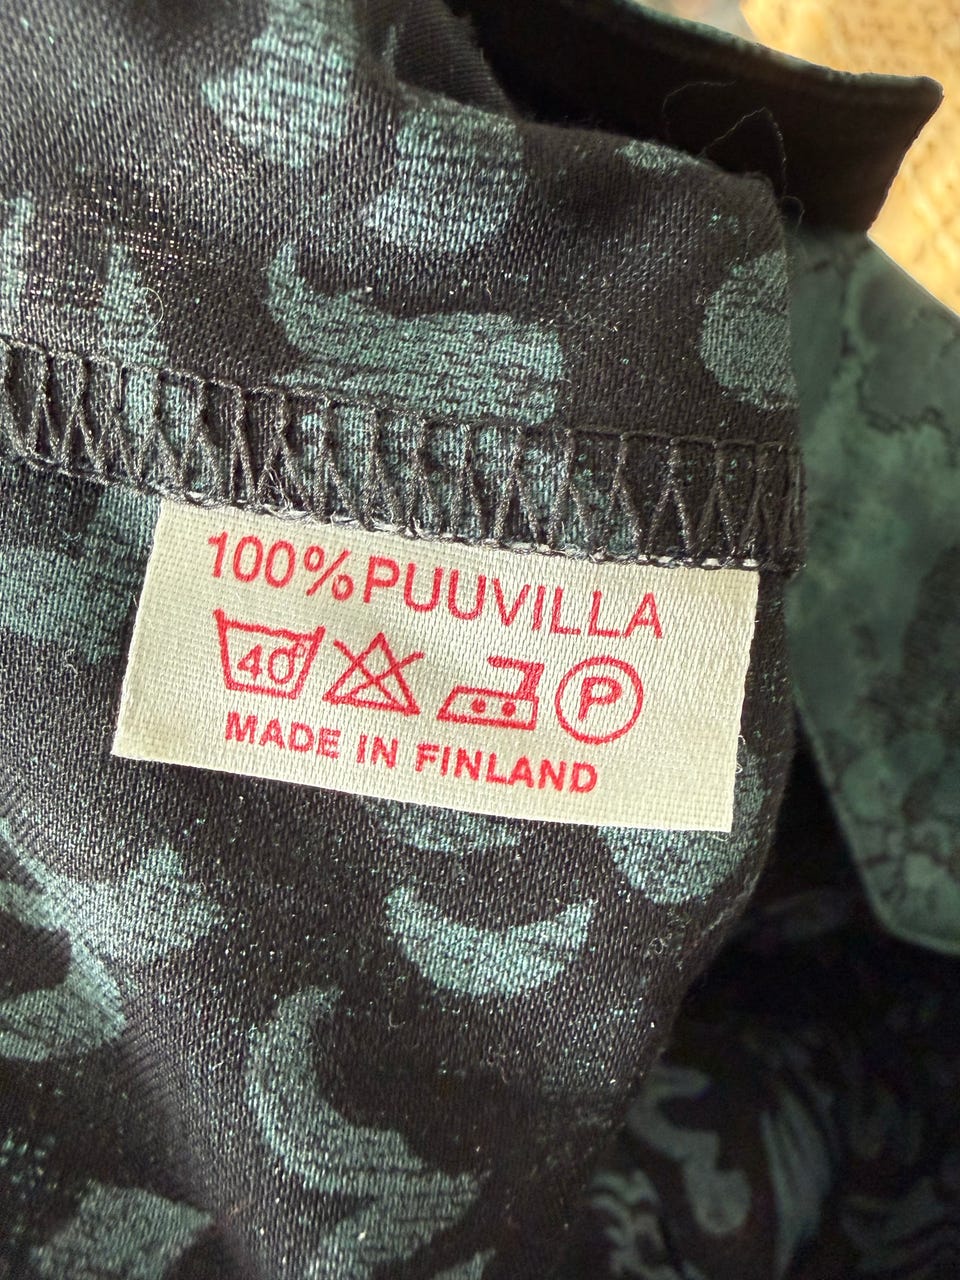 100% PUUVILLA
40°
P
MADE IN FINLAND